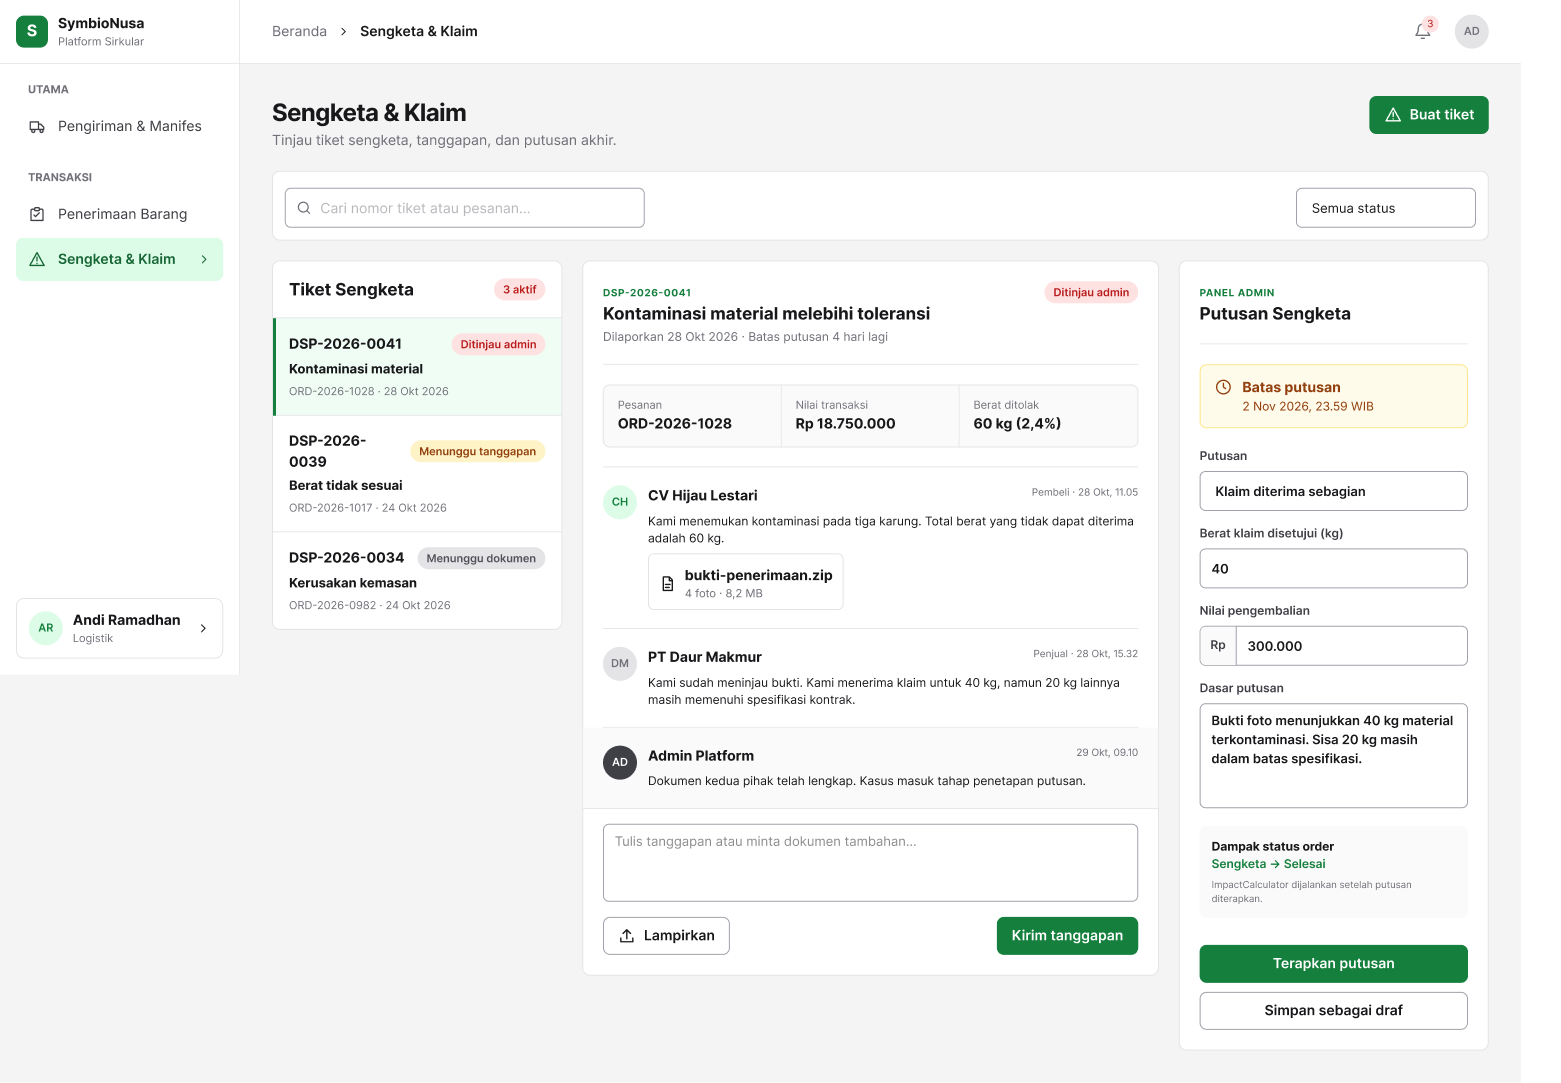 S
SymbioNusa
Platform Sirkular
Beranda
Sengketa & Klaim
3
AD
UTAMA
Pengiriman & Manifes
TRANSAKSI
Penerimaan Barang
Sengketa & Klaim
AR
Andi Ramadhan
Logistik
Sengketa & Klaim
Tinjau tiket sengketa, tanggapan, dan putusan akhir.
Buat tiket
Cari nomor tiket atau pesanan...
Semua status
Tiket Sengketa
3 aktif
DSP-2026-0041
Ditinjau admin
Kontaminasi material
ORD-2026-1028 · 28 Okt 2026
DSP-2026-
0039
Menunggu tanggapan
Berat tidak sesuai
ORD-2026-1017 · 24 Okt 2026
DSP-2026-0034
Menunggu dokumen
Kerusakan kemasan
ORD-2026-0982 · 24 Okt 2026
DSP-2026-0041
Ditinjau admin
Kontaminasi material melebihi toleransi
Dilaporkan 28 Okt 2026 · Batas putusan 4 hari lagi
Pesanan
ORD-2026-1028
Nilai transaksi
Rp 18.750.000
Berat ditolak
60 kg (2,4%)
CH
CV Hijau Lestari
Pembeli · 28 Okt, 11.05
Kami menemukan kontaminasi pada tiga karung. Total berat yang tidak dapat diterima
adalah 60 kg.
bukti-penerimaan.zip
4 foto · 8,2 MB
DM
PT Daur Makmur
Penjual · 28 Okt, 15.32
Kami sudah meninjau bukti. Kami menerima klaim untuk 40 kg, namun 20 kg lainnya
masih memenuhi spesifikasi kontrak.
AD
Admin Platform
29 Okt, 09.10
Dokumen kedua pihak telah lengkap. Kasus masuk tahap penetapan putusan.
Tulis tanggapan atau minta dokumen tambahan...
Lampirkan
Kirim tanggapan
PANEL ADMIN
Putusan Sengketa
Batas putusan
2 Nov 2026, 23.59 WIB
Putusan
Klaim diterima sebagian
Berat klaim disetujui (kg)
40
Nilai pengembalian
Rp
300.000
Dasar putusan
Bukti foto menunjukkan 40 kg material
terkontaminasi. Sisa 20 kg masih
dalam batas spesifikasi.
Dampak status order
Sengketa → Selesai
ImpactCalculator dijalankan setelah putusan
diterapkan.
Terapkan putusan
Simpan sebagai draf